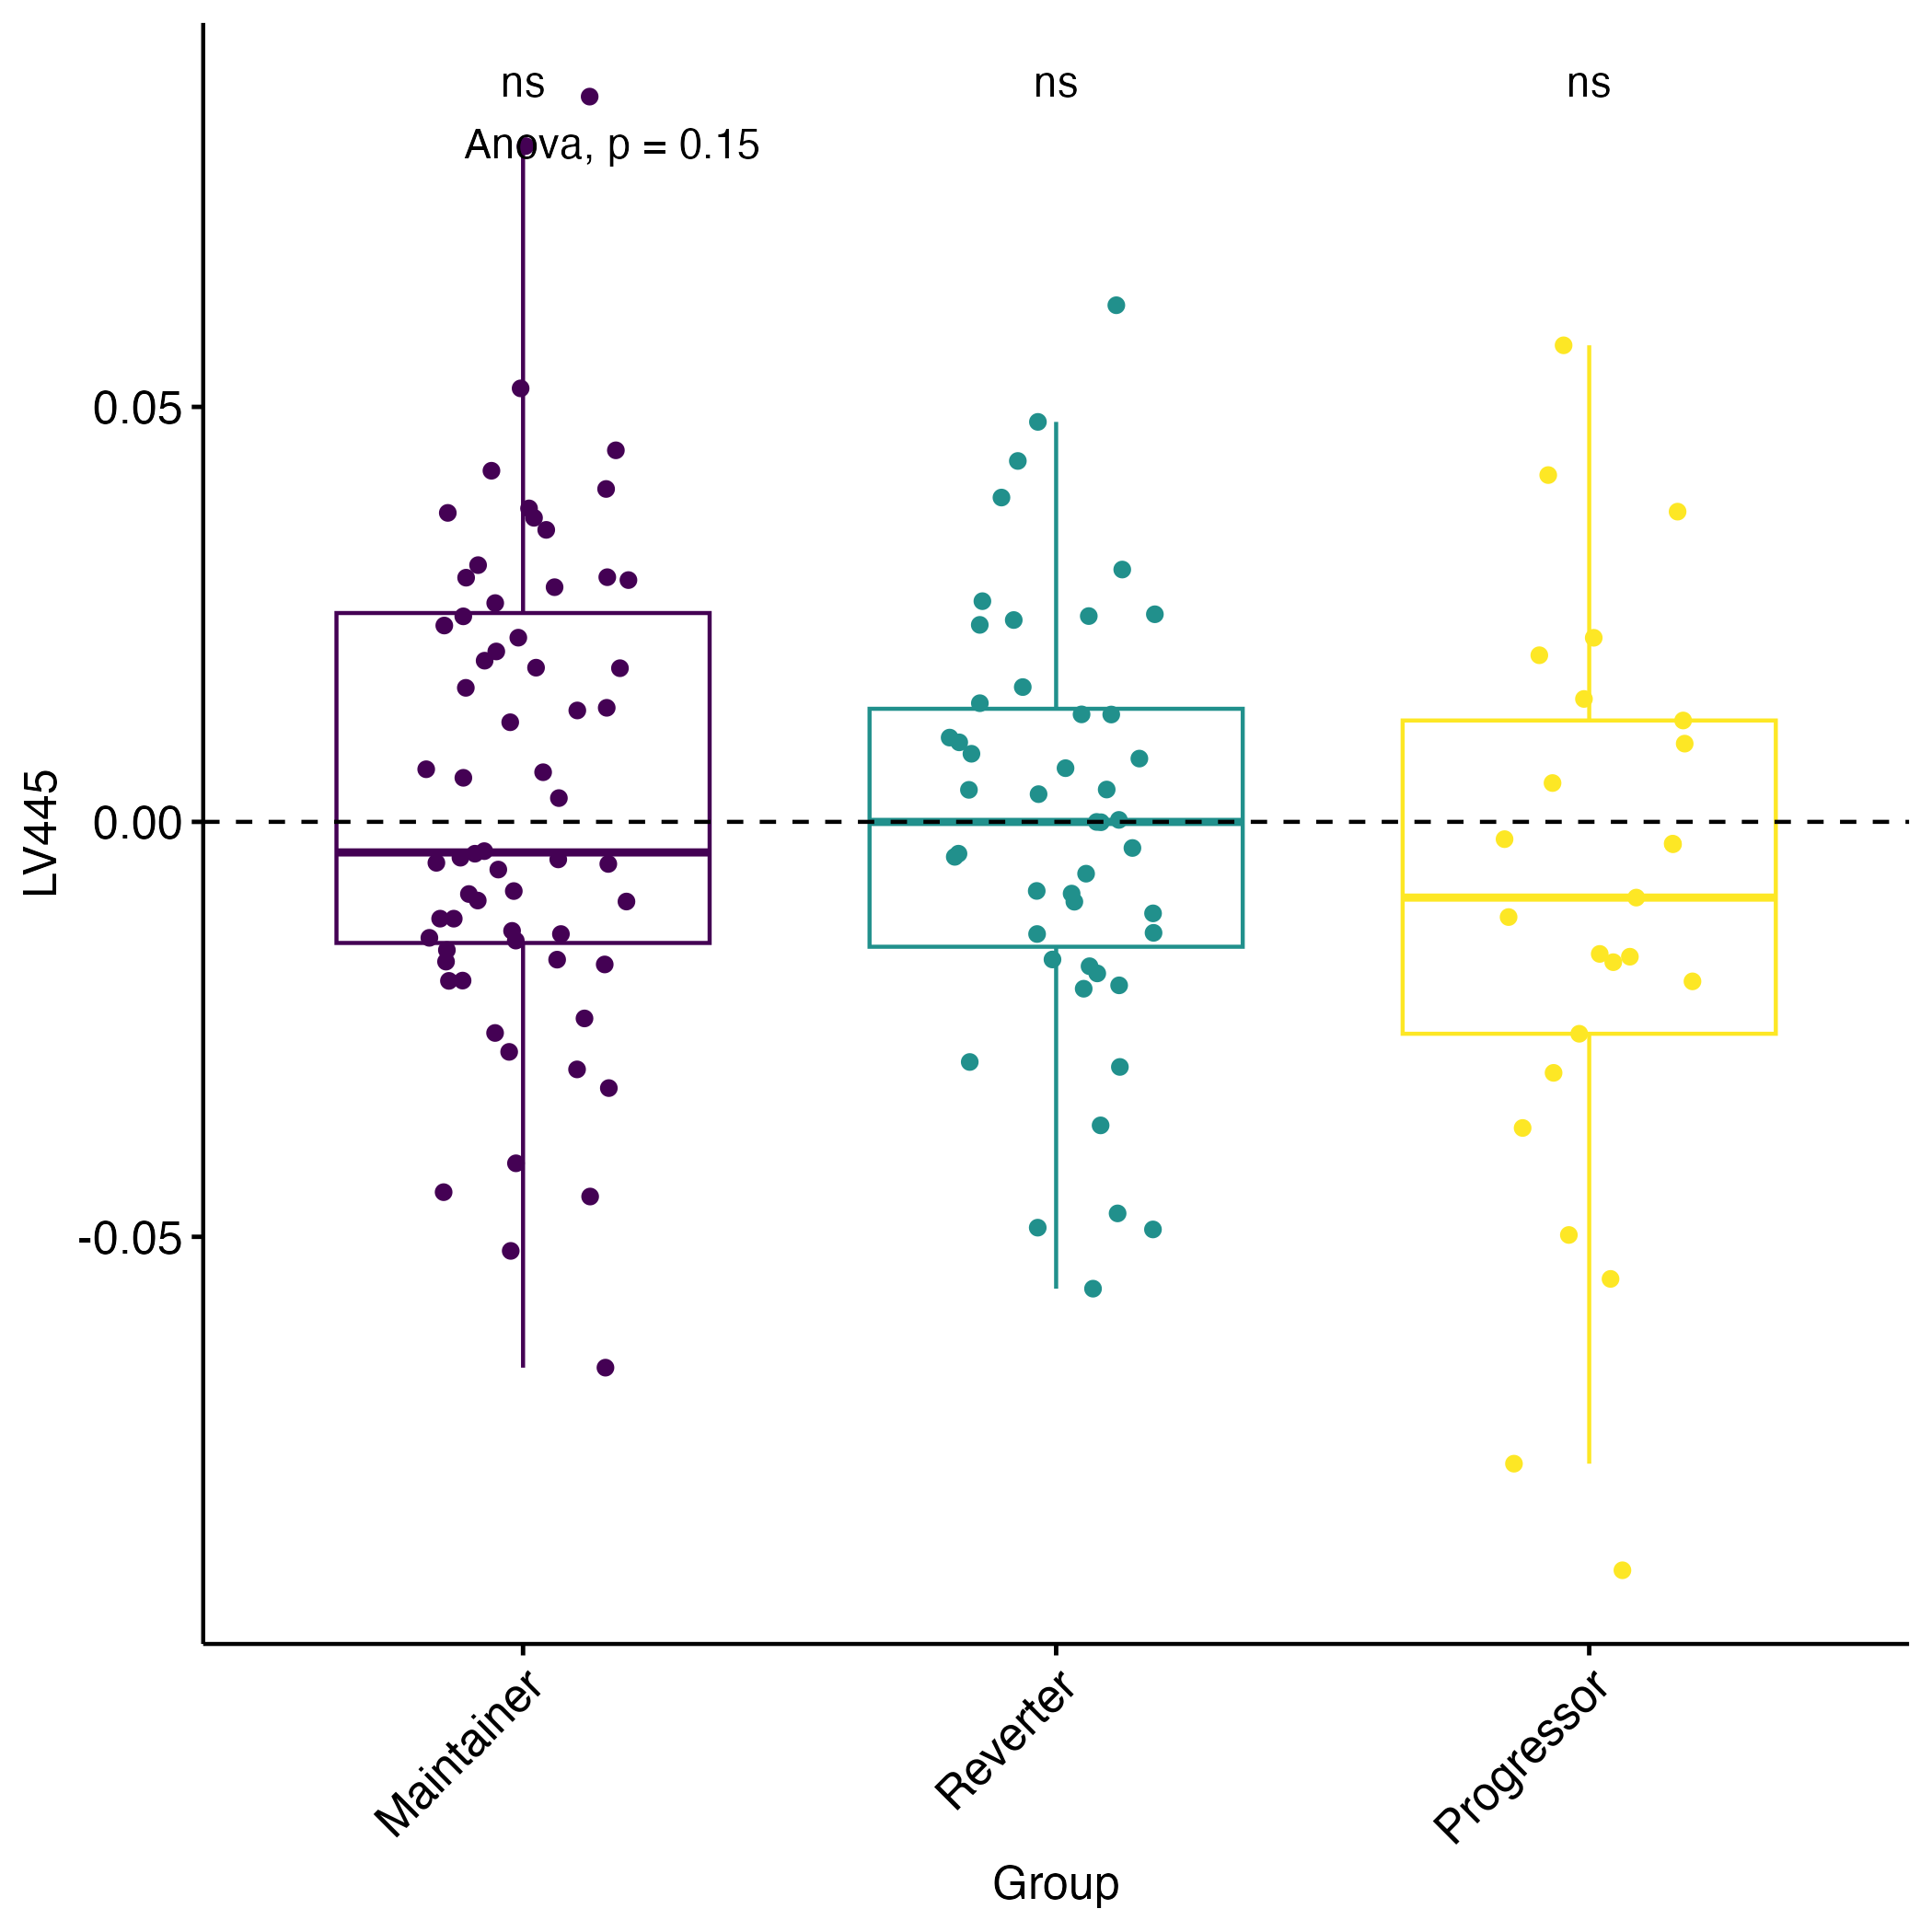 ns ns ns
Anova, p = 0.15
0.05
0.00
-0.05
LV445
Maintainer
Reverter
Progressor
Group